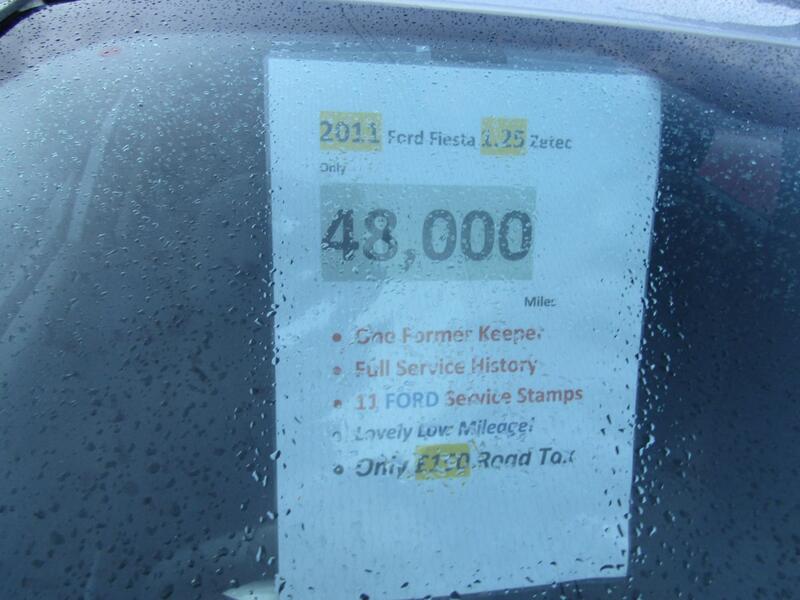 2011 Ford Fiesta 1.25 Zetec
Only
48,000
Miles
One Former Keeper
Full Service History
11 FORD Service Stamps
Lovely Low Mileage!
Only Road Tax